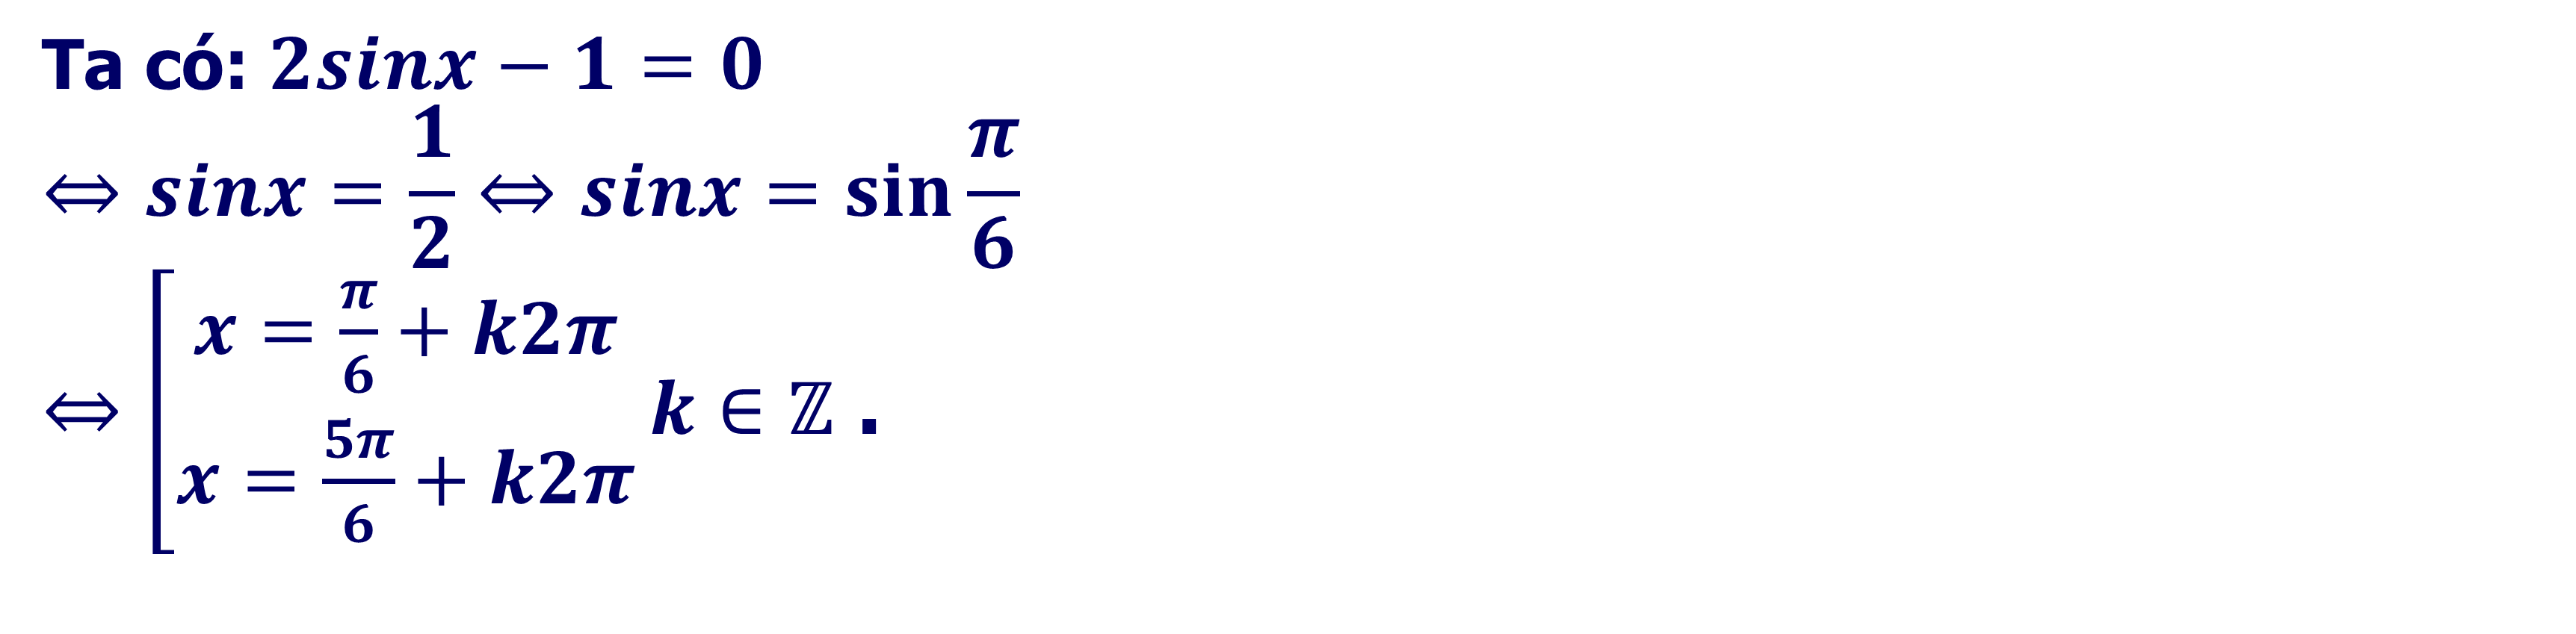 Ta có: 2sinx − 1 = 0
⇔ sinx = 1/2 ⇔ sinx = sin π/6
⇔ [ x = π/6 + k2π
x = 5π/6 + k2π
k ∈ ℤ .